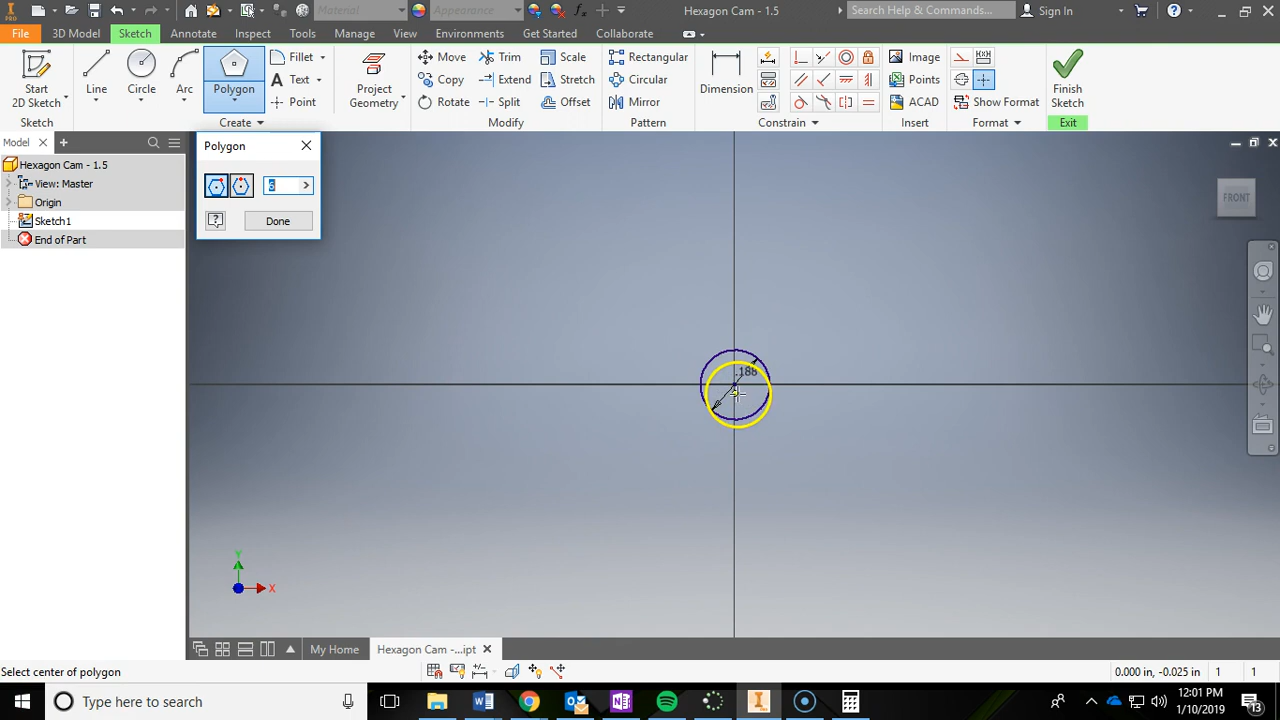 PRO
Material
Appearance
Hexagon Cam - 1.5
Search Help & Commands...
Sign In
File
3D Model
Sketch
Annotate
Inspect
Tools
Manage
View
Environments
Get Started
Collaborate
Start
2D Sketch
Line
Circle
Arc
Polygon
Fillet
Text
Point
Project
Geometry
Move
Copy
Rotate
Trim
Extend
Split
Scale
Stretch
Offset
Rectangular
Circular
Mirror
Dimension
Image
Points
ACAD
Show Format
Finish
Sketch
Sketch
Create
Modify
Pattern
Constrain
Insert
Format
Exit
Model
Hexagon Cam - 1.5
View: Master
Origin
Sketch1
End of Part
Polygon
6
Done
FRONT
.188
Y
X
My Home
Hexagon Cam -...ipt
Select center of polygon
0.000 in, -0.025 in
1
1
Type here to search
12:01 PM
1/10/2019
13